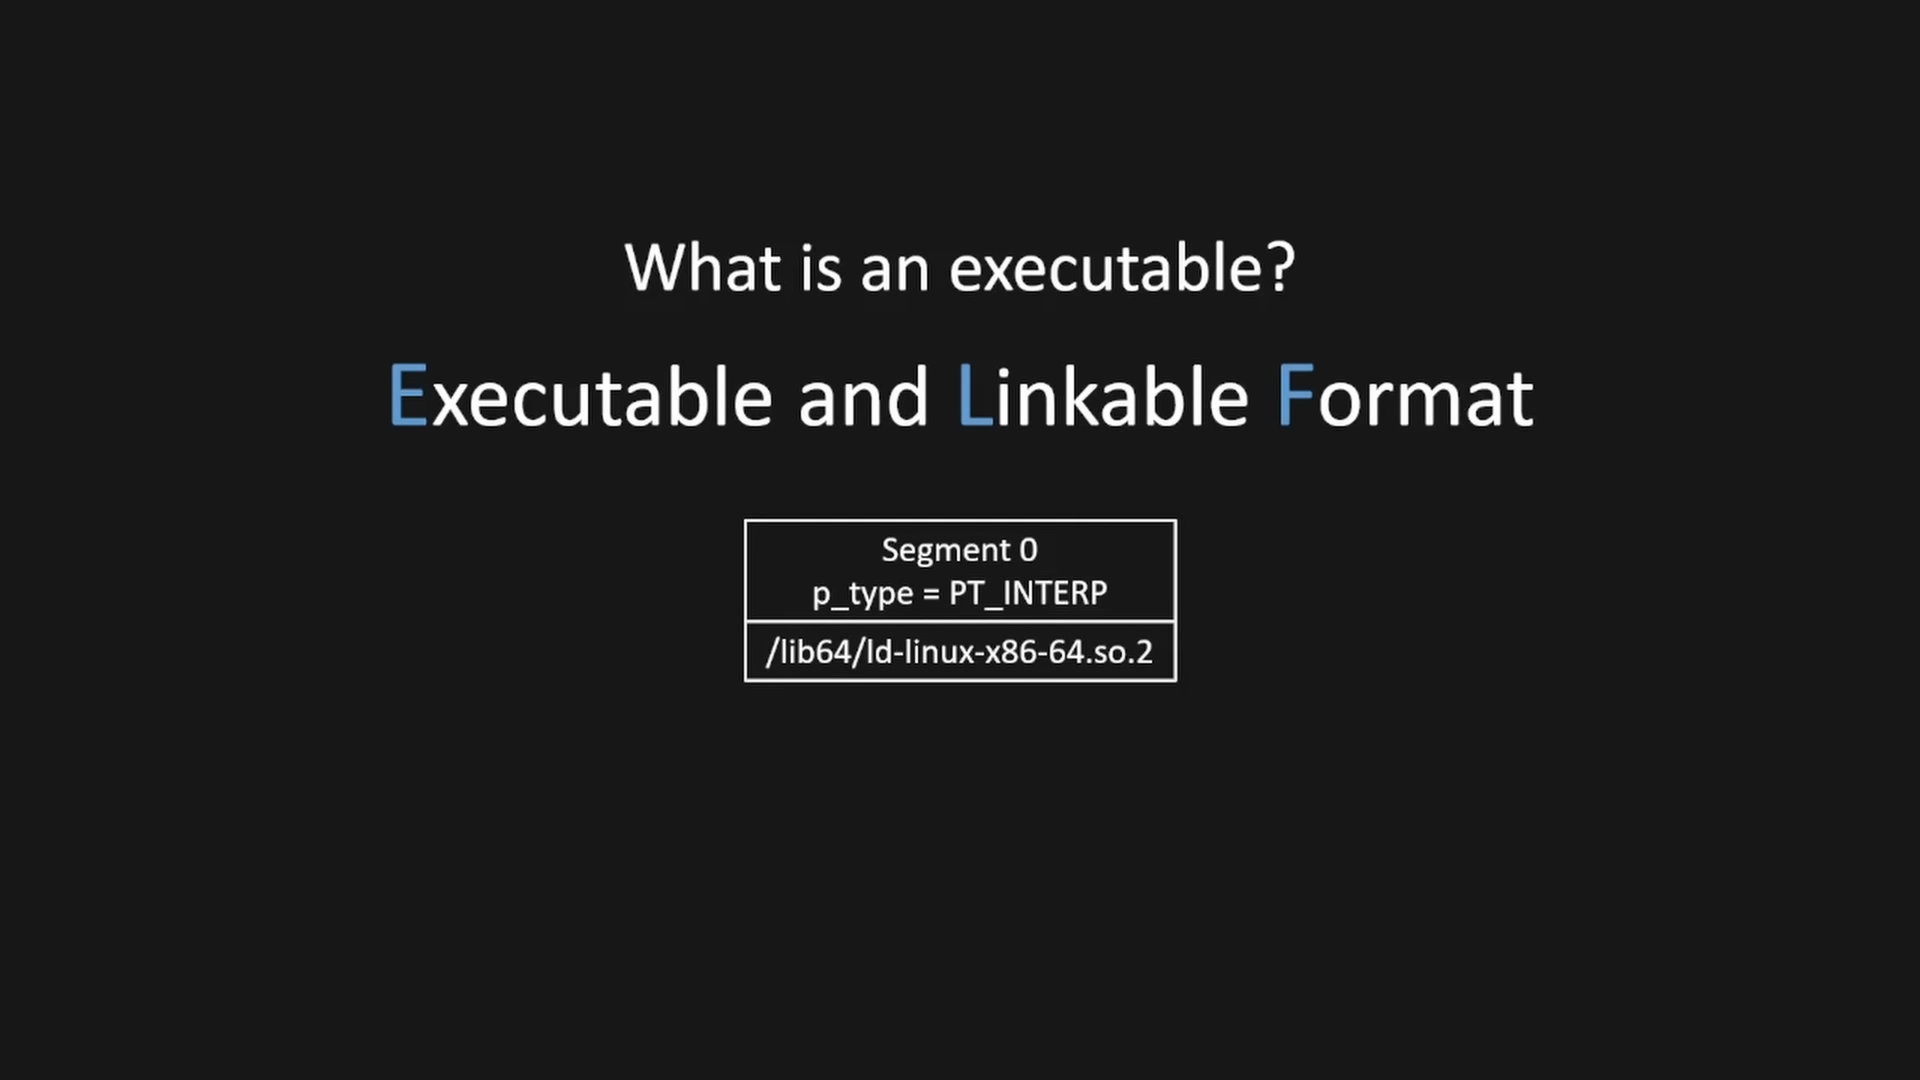 What is an executable?
Executable and Linkable Format
Segment 0
p_type = PT_INTERP
/lib64/ld-linux-x86-64.so.2